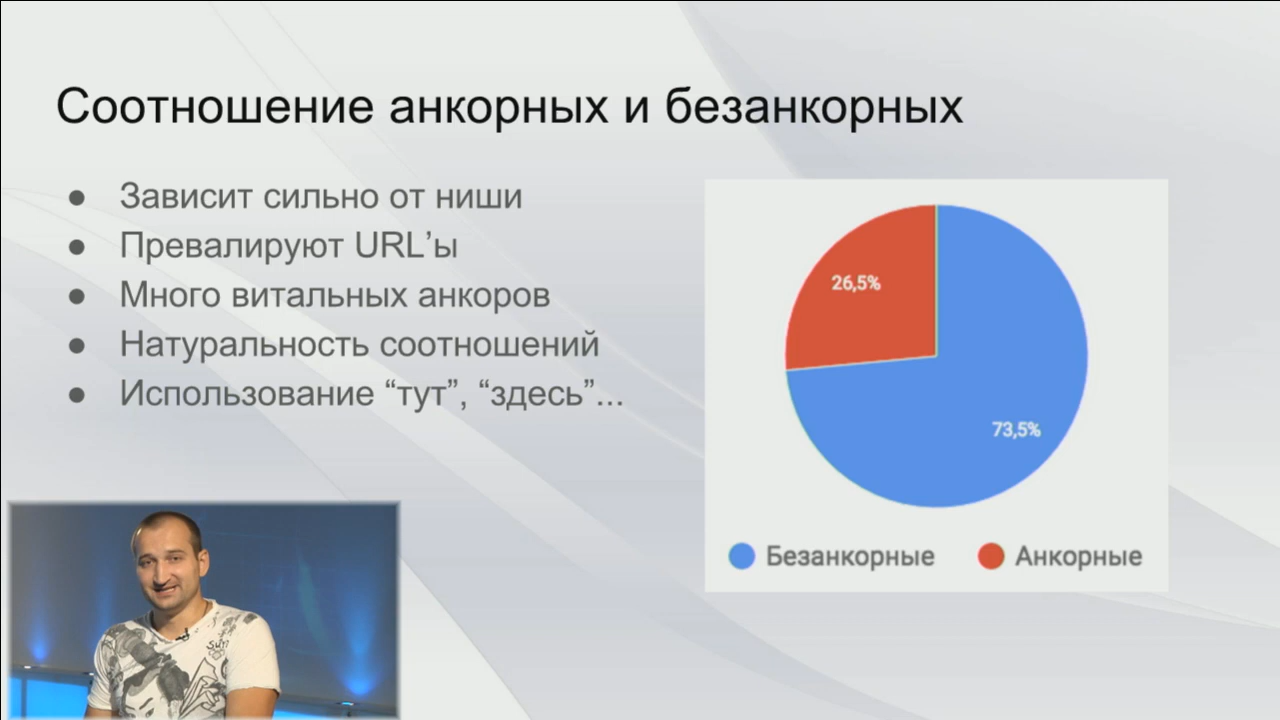 Соотношение анкорных и безанкорных
● Зависит сильно от ниши
● Превалируют URL’ы
● Много витальных анкоров
● Натуральность соотношений
● Использование “тут”, “здесь”...
26,5%
73,5%
Безанкорные
Анкорные